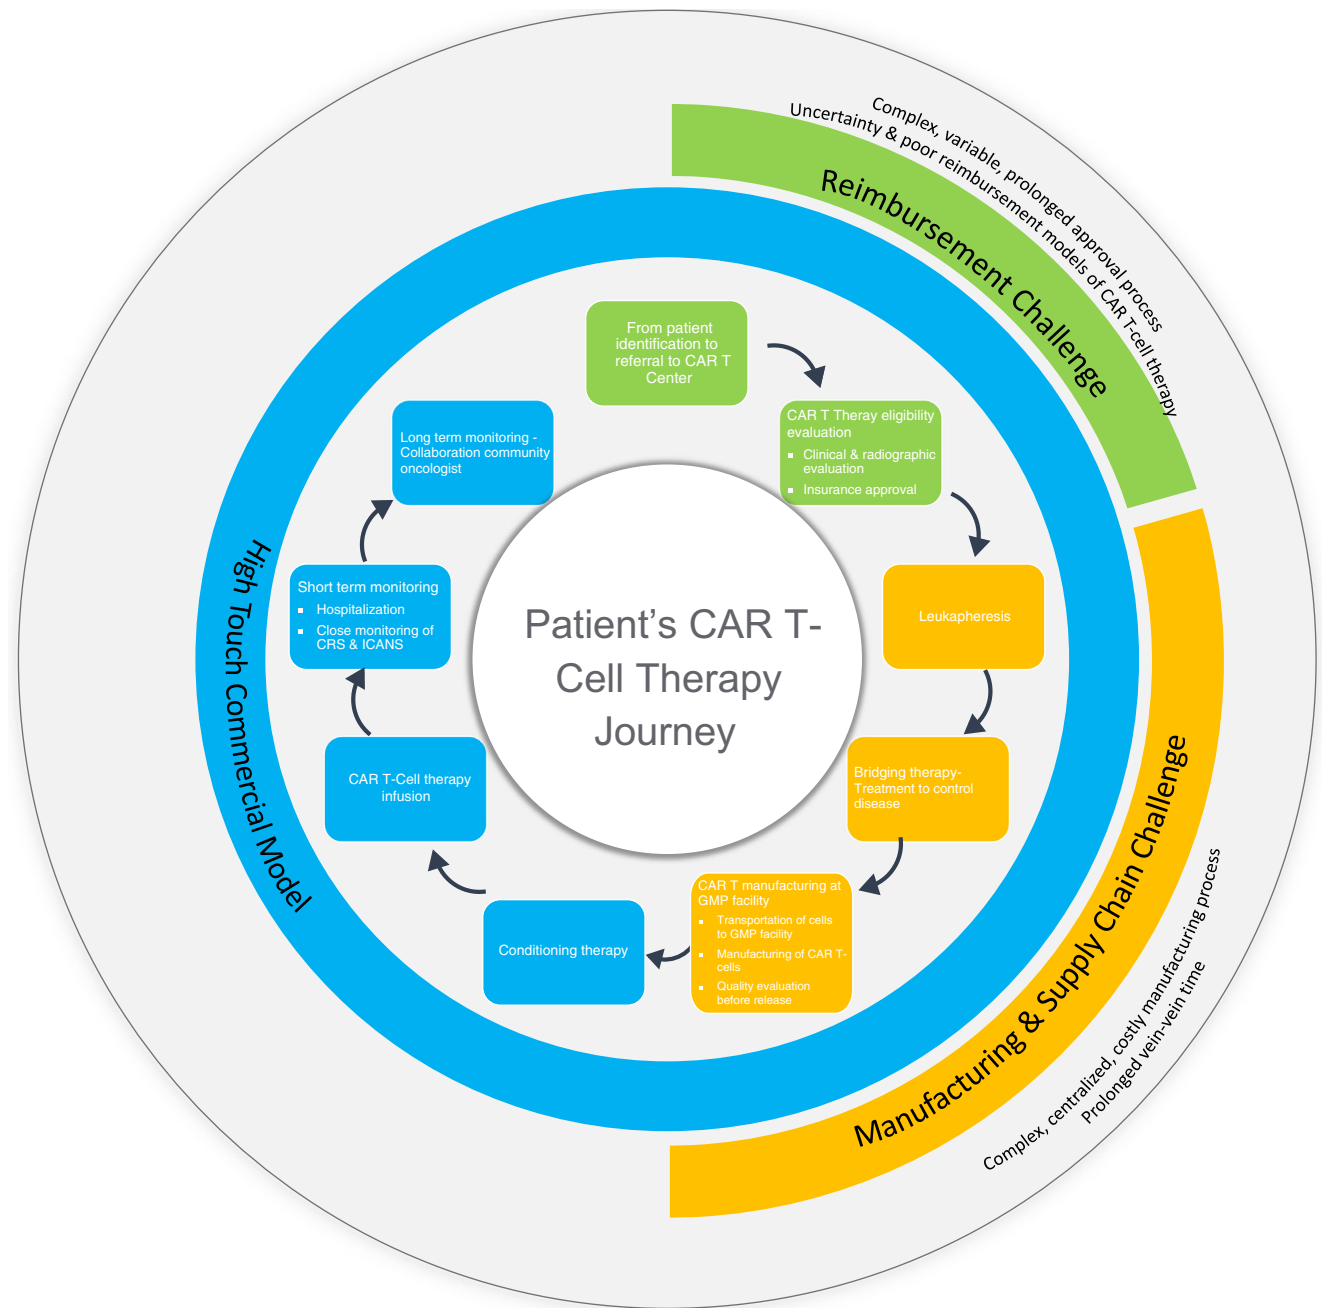 Complex, variable, prolonged approval process
Uncertainty & poor reimbursement models of CAR T-cell therapy
Reimbursement Challenge
From patient
identification to
referral to CAR T
Center
CAR T Theray eligibility
evaluation
▪ Clinical & radiographic
evaluation
▪ Insurance approval
Leukapheresis
Bridging therapy-
Treatment to control
disease
CAR T manufacturing at
GMP facility
▪ Transportation of cells
to GMP facility
▪ Manufacturing of CAR T-
cells
▪ Quality evaluation
before release
Conditioning therapy
CAR T-Cell therapy
infusion
Short term monitoring
▪ Hospitalization
▪ Close monitoring of
CRS & ICANS
Long term monitoring -
Collaboration community
oncologist
Patient’s CAR T-
Cell Therapy
Journey
High Touch Commercial Model
Manufacturing & Supply Chain Challenge
Complex, centralized, costly manufacturing process
Prolonged vein-vein time